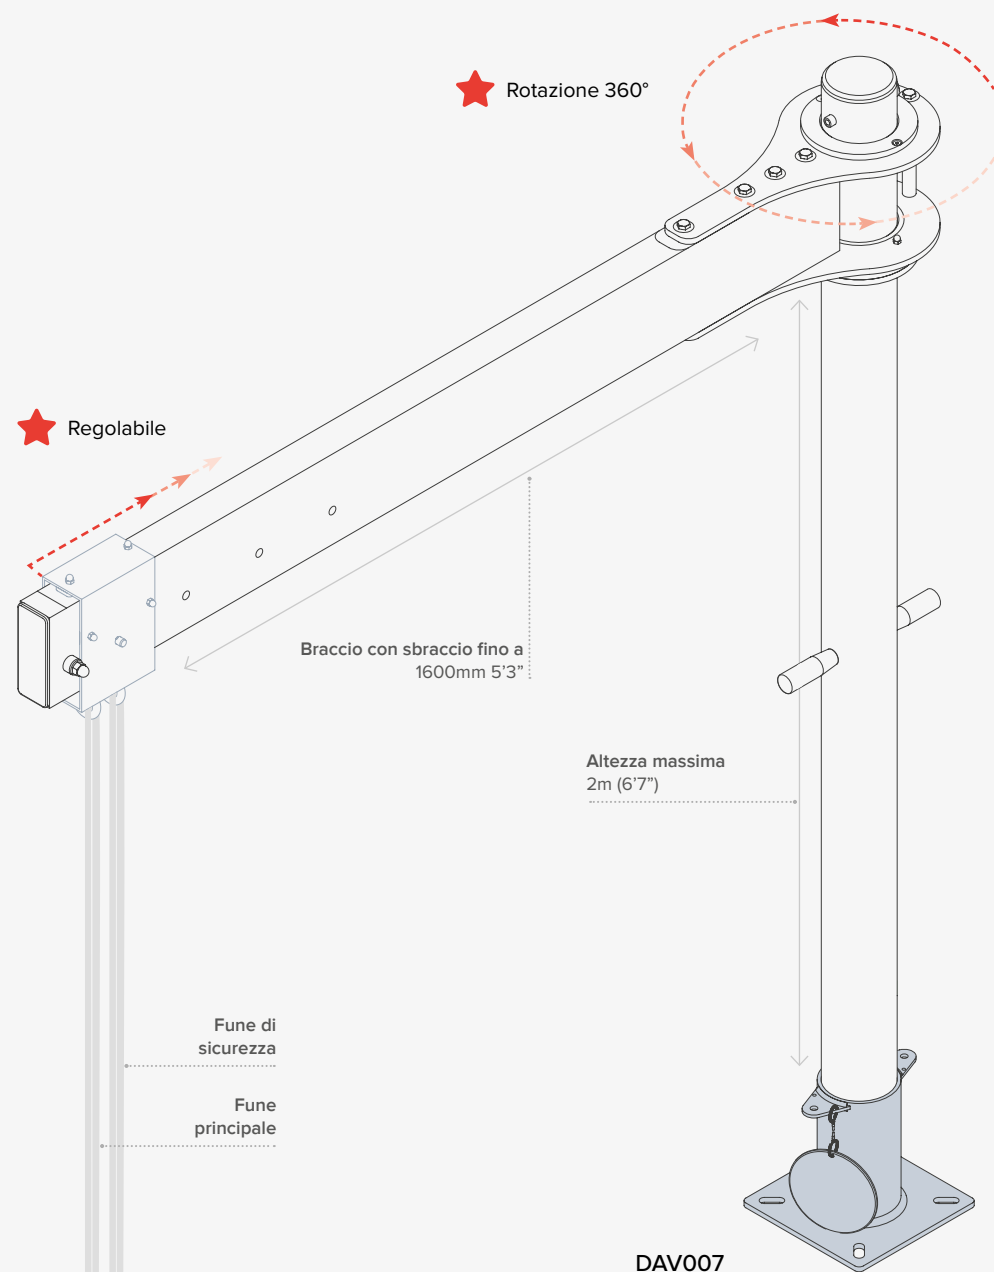 Rotazione 360°
Regolabile
Braccio con sbraccio fino a
1600mm 5’3”
Altezza massima
2m (6’7”)
Fune di
sicurezza
Fune
principale
DAV007